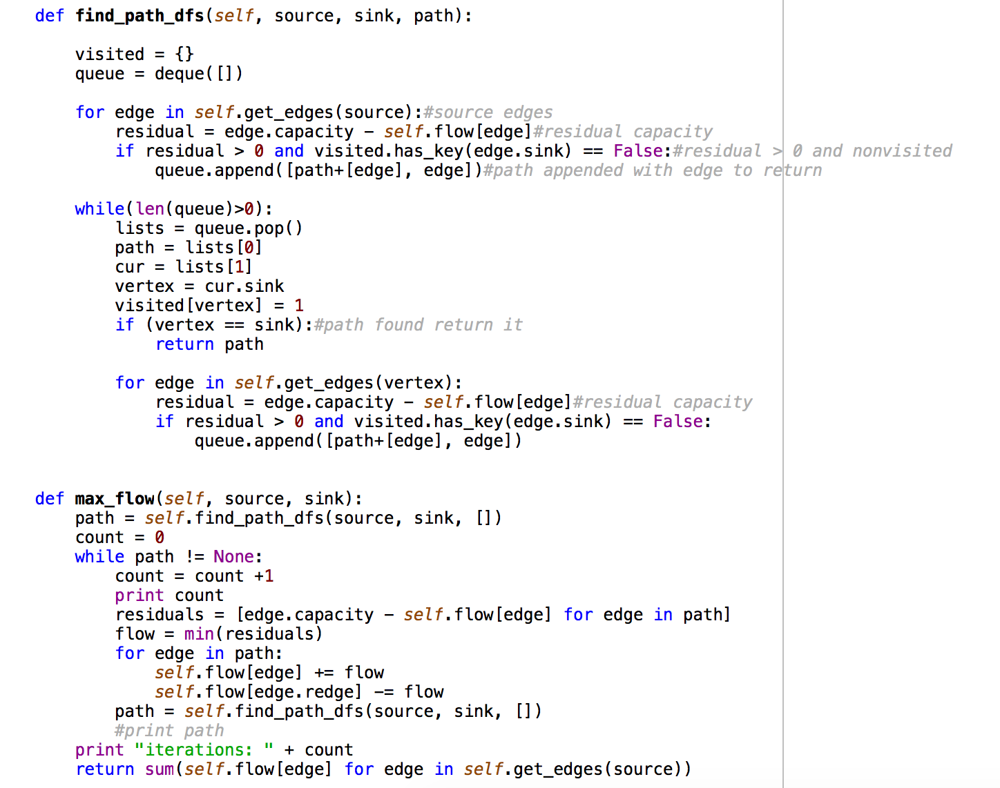 def find_path_dfs(self, source, sink, path):
visited = {}
queue = deque([])
for edge in self.get_edges(source):#source edges
residual = edge.capacity - self.flow[edge]#residual capacity
if residual > 0 and visited.has_key(edge.sink) == False:#residual > 0 and nonvisited
queue.append([path+[edge], edge])#path appended with edge to return
while(len(queue)>0):
lists = queue.pop()
path = lists[0]
cur = lists[1]
vertex = cur.sink
visited[vertex] = 1
if (vertex == sink):#path found return it
return path
for edge in self.get_edges(vertex):
residual = edge.capacity - self.flow[edge]#residual capacity
if residual > 0 and visited.has_key(edge.sink) == False:
queue.append([path+[edge], edge])
def max_flow(self, source, sink):
path = self.find_path_dfs(source, sink, [])
count = 0
while path != None:
count = count +1
print count
residuals = [edge.capacity - self.flow[edge] for edge in path]
flow = min(residuals)
for edge in path:
self.flow[edge] += flow
self.flow[edge.redge] -= flow
path = self.find_path_dfs(source, sink, [])
#print path
print "iterations: " + count
return sum(self.flow[edge] for edge in self.get_edges(source))